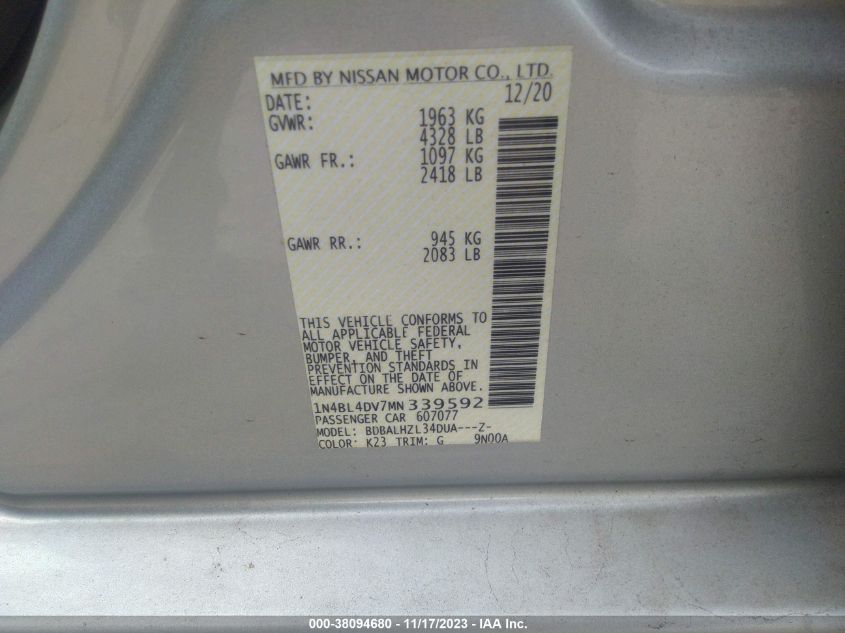 MFD BY NISSAN MOTOR CO., LTD.
DATE: 12/20
GVWR: 1963 KG
4328 LB
GAWR FR.: 1097 KG
2418 LB
GAWR RR.: 945 KG
2083 LB
THIS VEHICLE CONFORMS TO
ALL APPLICABLE FEDERAL
MOTOR VEHICLE SAFETY,
BUMPER, AND THEFT
PREVENTION STANDARDS IN
EFFECT ON THE DATE OF
MANUFACTURE SHOWN ABOVE.
1N4BL4DV7MN 339592
PASSENGER CAR 607077
MODEL: BDBALHZL34DUA---Z-
COLOR: K23 TRIM: G 9N00A
000-38094680 - 11/17/2023 - IAA Inc.